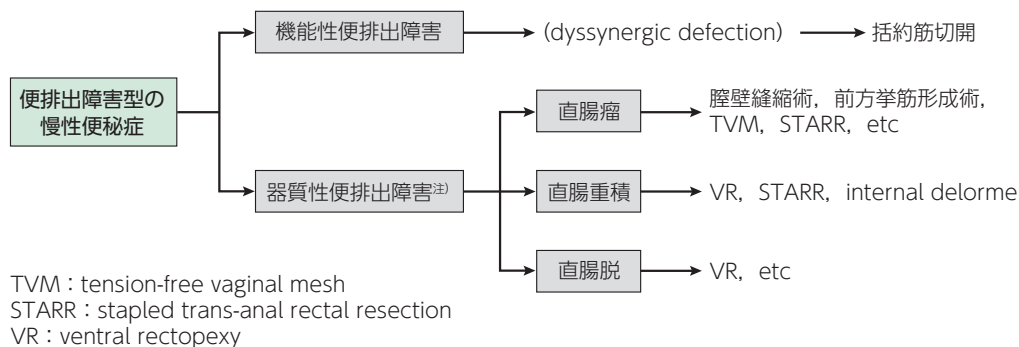 機能性便排出障害
(dyssynergic defection)
括約筋切開
便排出障害型の
慢性便秘症
直腸瘤
膣壁縫縮術，前方挙筋形成術，
TVM，STARR，etc
器質性便排出障害注)
直腸重積
VR，STARR，internal delorme
直腸脱
VR，etc
TVM：tension-free vaginal mesh
STARR：stapled trans-anal rectal resection
VR：ventral rectopexy